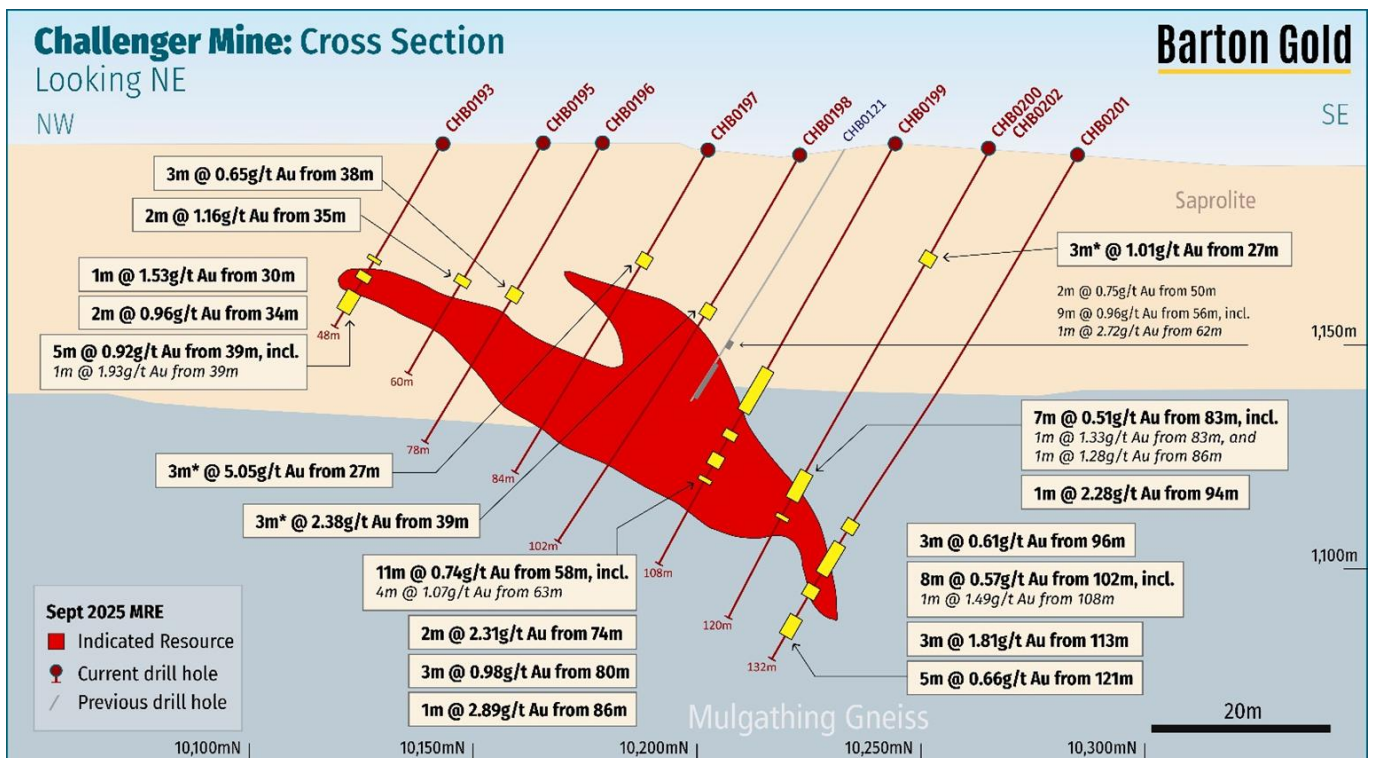 Challenger Mine: Cross Section
Looking NE
NW
Barton Gold
SE
CHB0193
CHB0195
CHB0196
CHB0197
CHB0198
CHB0121
CHB0199
CHB0200
CHB0202
CHB0201
Saprolite
3m @ 0.65g/t Au from 38m
2m @ 1.16g/t Au from 35m
1m @ 1.53g/t Au from 30m
2m @ 0.96g/t Au from 34m
5m @ 0.92g/t Au from 39m, incl.
1m @ 1.93g/t Au from 39m
3m* @ 1.01g/t Au from 27m
2m @ 0.75g/t Au from 50m
9m @ 0.96g/t Au from 56m, incl.
1m @ 2.72g/t Au from 62m
1,150m
48m
60m
78m
84m
102m
108m
120m
132m
3m* @ 5.05g/t Au from 27m
3m* @ 2.38g/t Au from 39m
11m @ 0.74g/t Au from 58m, incl.
4m @ 1.07g/t Au from 63m
2m @ 2.31g/t Au from 74m
3m @ 0.98g/t Au from 80m
1m @ 2.89g/t Au from 86m
7m @ 0.51g/t Au from 83m, incl.
1m @ 1.33g/t Au from 83m, and
1m @ 1.28g/t Au from 86m
1m @ 2.28g/t Au from 94m
3m @ 0.61g/t Au from 96m
8m @ 0.57g/t Au from 102m, incl.
1m @ 1.49g/t Au from 108m
3m @ 1.81g/t Au from 113m
5m @ 0.66g/t Au from 121m
1,100m
Sept 2025 MRE
Indicated Resource
Current drill hole
Previous drill hole
Mulgathing Gneiss
20m
10,100mN
10,150mN
10,200mN
10,250mN
10,300mN